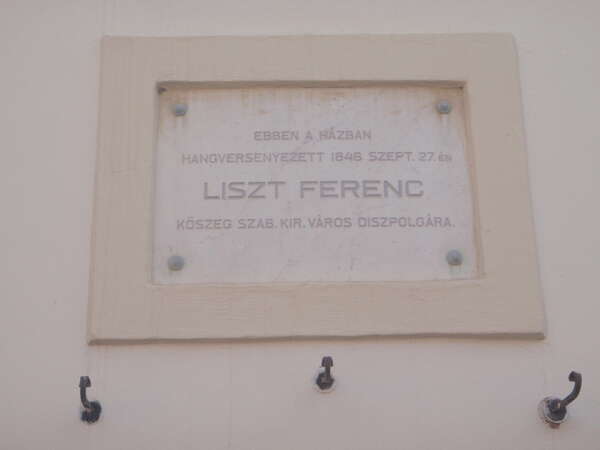 EBBEN A HÁZBAN
HANGVERSENYEZETT 1846 SZEPT. 27. ÉN
LISZT FERENC
KŐSZEG SZAB. KIR. VÁROS DISZPOLGÁRA.